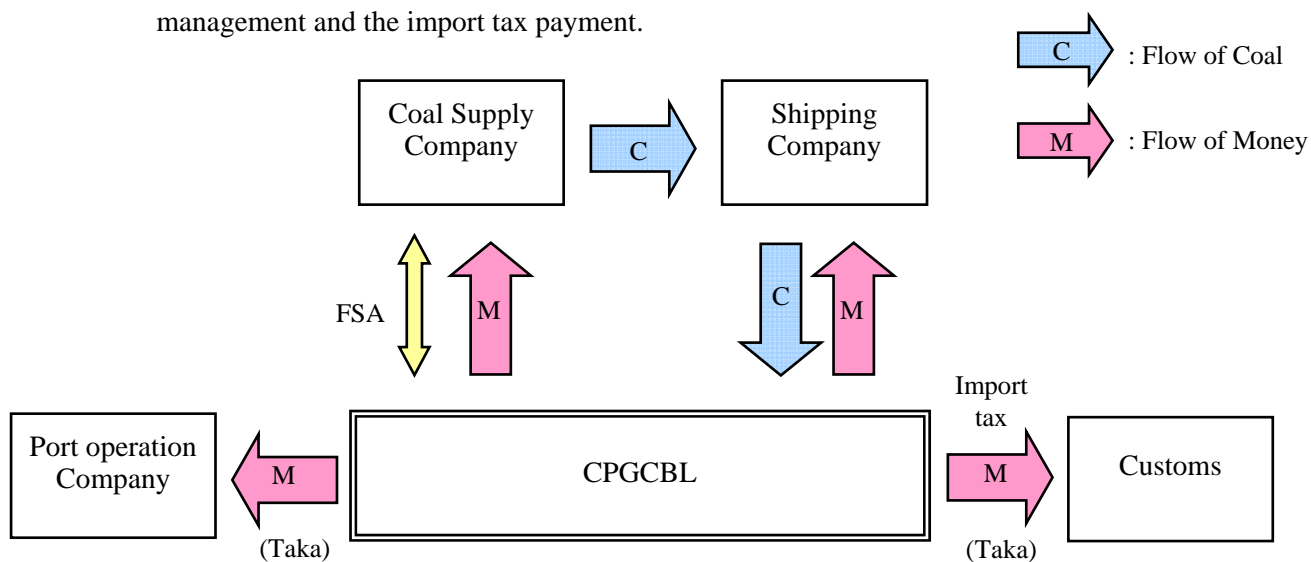 management and the import tax payment.
C : Flow of Coal
M : Flow of Money
Coal Supply
Company
C
Shipping
Company
FSA
M
C
M
Import
tax
Port operation
Company
M
(Taka)
CPGCBL
M
(Taka)
Customs